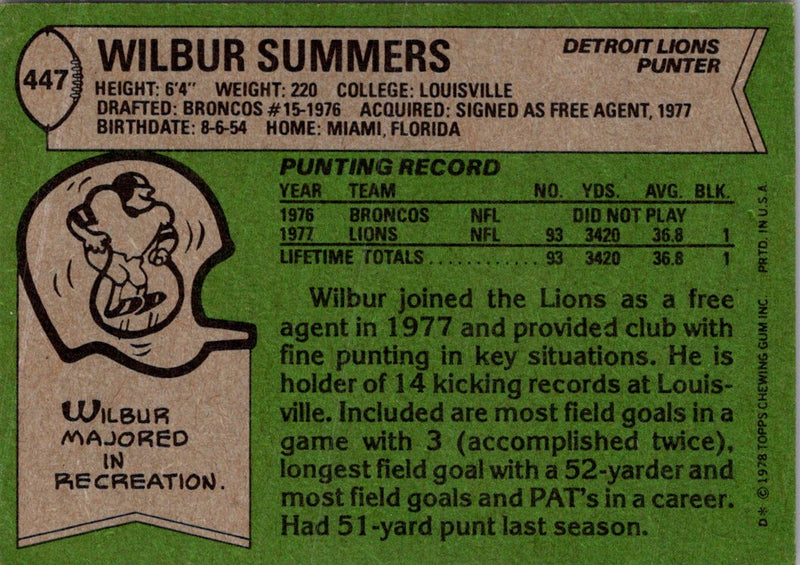 447
WILBUR SUMMERS
DETROIT LIONS
PUNTER
HEIGHT: 6'4" WEIGHT: 220 COLLEGE: LOUISVILLE
DRAFTED: BRONCOS #15-1976 ACQUIRED: SIGNED AS FREE AGENT, 1977
BIRTHDATE: 8-6-54 HOME: MIAMI, FLORIDA
PUNTING RECORD
YEAR TEAM NO. YDS. AVG. BLK.
1976 BRONCOS NFL DID NOT PLAY
1977 LIONS NFL 93 3420 36.8 1
LIFETIME TOTALS............ 93 3420 36.8 1
Wilbur joined the Lions as a free
agent in 1977 and provided club with
fine punting in key situations. He is
holder of 14 kicking records at Louis-
ville. Included are most field goals in a
game with 3 (accomplished twice),
longest field goal with a 52-yarder and
most field goals and PAT's in a career.
Had 51-yard punt last season.
WILBUR
MAJORED
IN
RECREATION.
D* © 1978 TOPPS CHEWING GUM INC. PRTD. IN U.S.A.